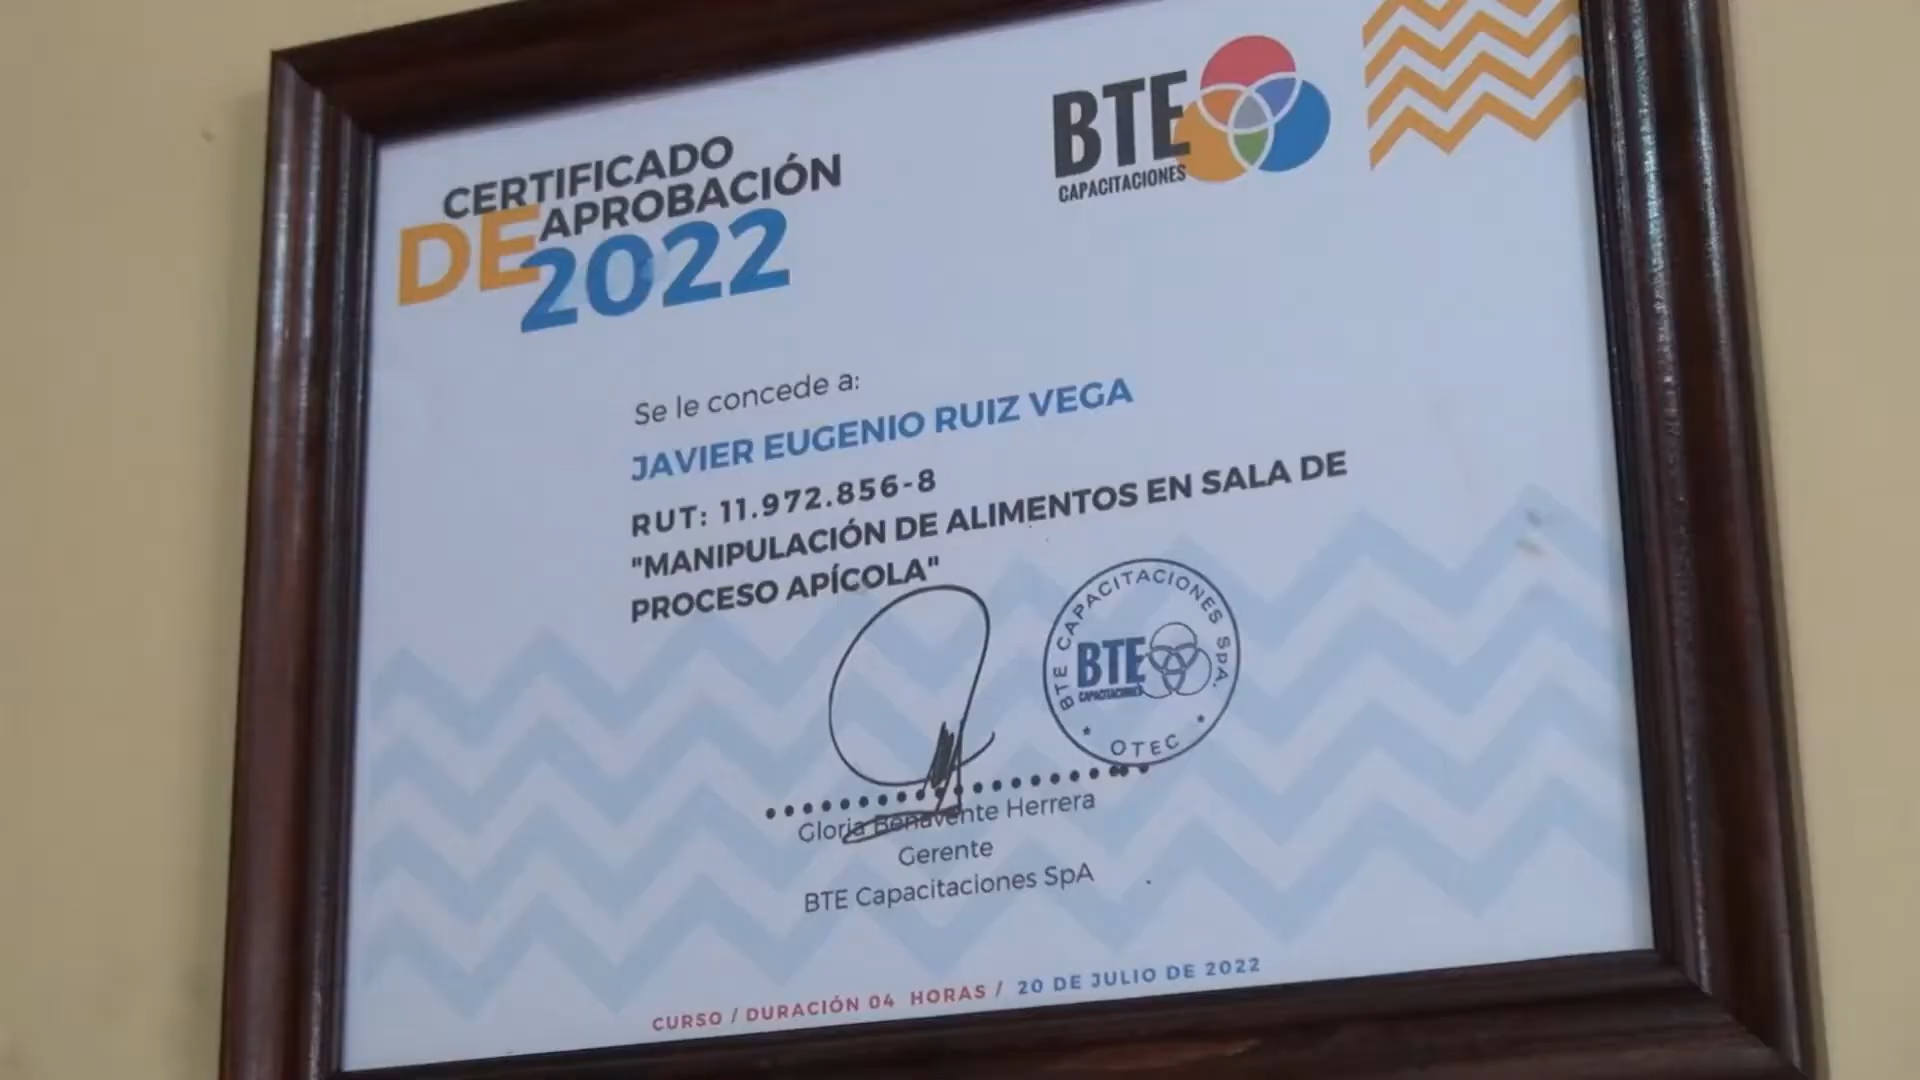 CERTIFICADO
DE APROBACIÓN
2022
BTE
CAPACITACIONES
Se le concede a:
JAVIER EUGENIO RUIZ VEGA
RUT: 11.972.856-8
"MANIPULACIÓN DE ALIMENTOS EN SALA DE
PROCESO APÍCOLA"
BTE CAPACITACIONES SpA.
BTE
CAPACITACIONES
* OTEC *
Gloria Benavente Herrera
Gerente
BTE Capacitaciones SpA
CURSO / DURACIÓN 04 HORAS / 20 DE JULIO DE 2022